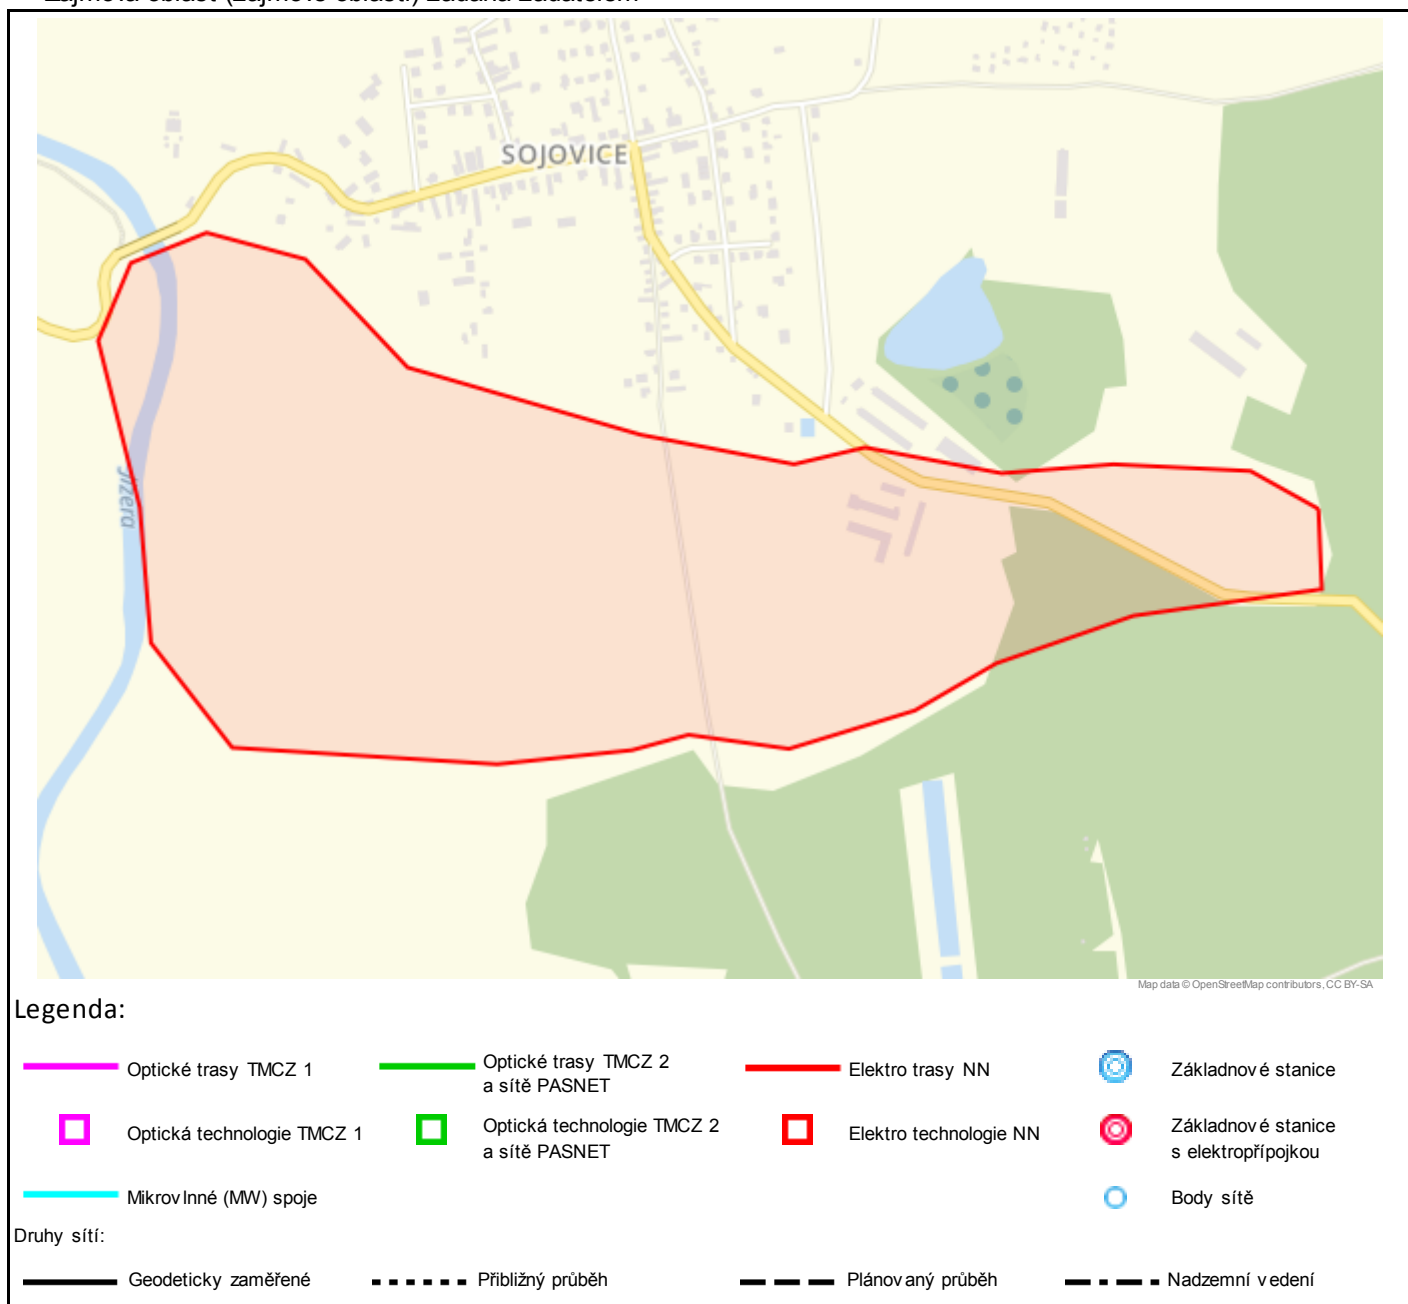 SOJOVICE
Jizera
Map data © OpenStreetMap contributors, CC BY-SA
Legenda:
Optické trasy TMCZ 1
Optické trasy TMCZ 2
a sítě PASNET
Elektro trasy NN
Základnové stanice
Optická technologie TMCZ 1
Optická technologie TMCZ 2
a sítě PASNET
Elektro technologie NN
Základnové stanice
s elektropřípojkou
Mikrovlnné (MW) spoje
Body sítě
Druhy sítí:
Geodeticky zaměřené
Přibližný průběh
Plánovaný průběh
Nadzemní vedení